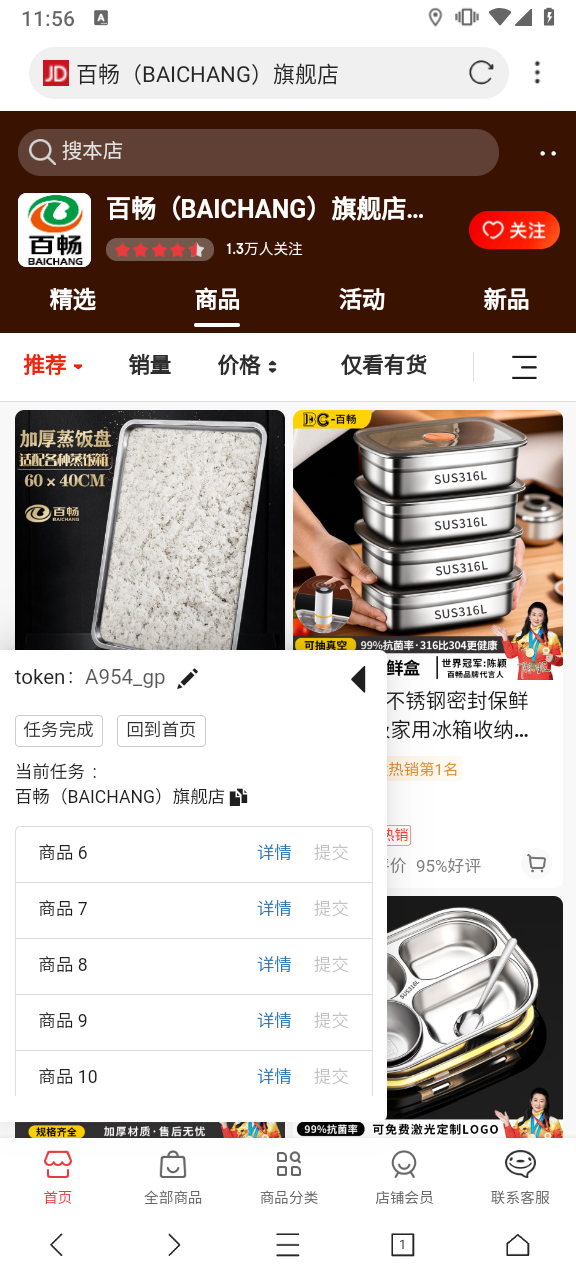 11:56
A
JD 百畅（BAICHANG）旗舰店
搜本店
百畅
BAICHANG
百畅（BAICHANG）旗舰店...
1.3万人关注
关注
精选
商品
活动
新品
推荐
销量
价格
仅看有货
加厚蒸饭盘
适配各种蒸饭箱
60×40CM
百畅
BAICHANG
百畅
SUS316L
SUS316L
SUS316L
SUS316L
可抽真空
99%抗菌率·316比304更健康
鲜盒
世界冠军:陈颖
百畅品牌代言人
不锈钢密封保鲜
家用冰箱收纳...
热销第1名
热销
价 95%好评
token： A954_gp
任务完成
回到首页
当前任务：
百畅（BAICHANG）旗舰店
商品 6 详情 提交
商品 7 详情 提交
商品 8 详情 提交
商品 9 详情 提交
商品 10 详情 提交
SUS316L
规格齐全
加厚材质·售后无忧
99%抗菌率
可免费激光定制LOGO
首页
全部商品
商品分类
店铺会员
联系客服
1